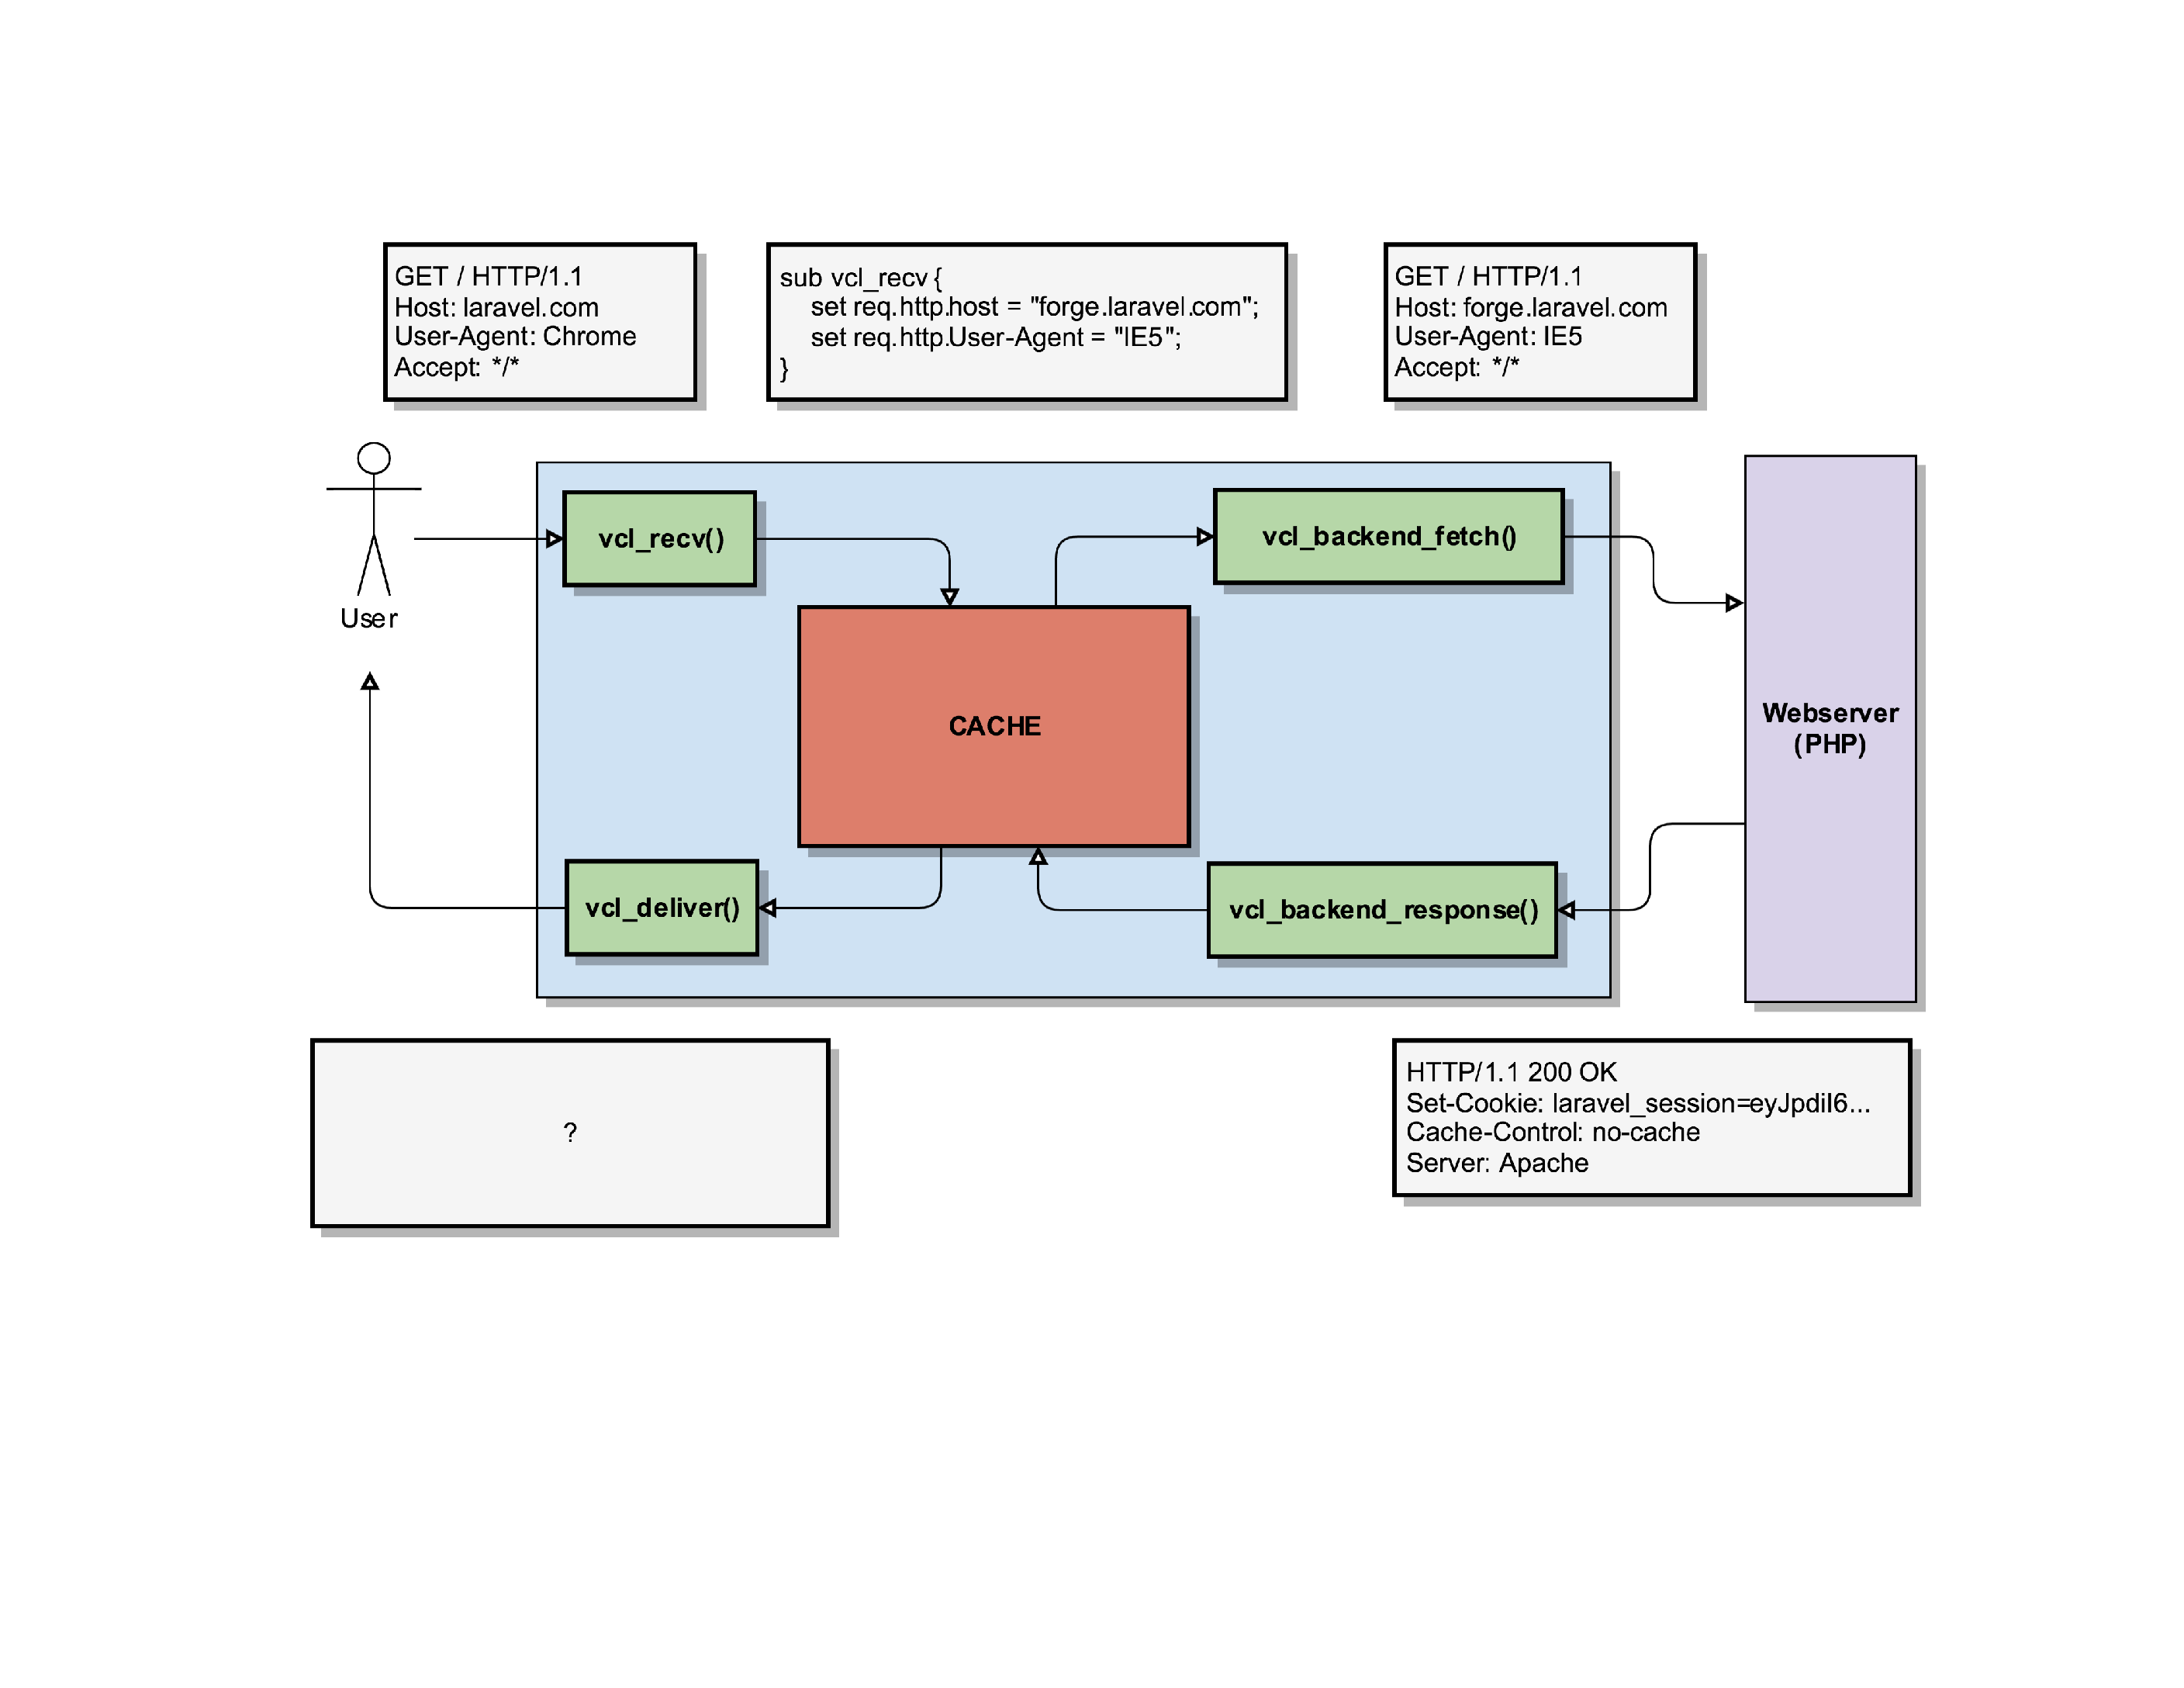 GET / HTTP/1.1
Host: laravel.com
User-Agent: Chrome
Accept: */*
sub vcl_recv {
set req.http.host = "forge.laravel.com";
set req.http.User-Agent = "IE5";
}
GET / HTTP/1.1
Host: forge.laravel.com
User-Agent: IE5
Accept: */*
User
vcl_recv()
vcl_backend_fetch()
CACHE
Webserver
(PHP)
vcl_deliver()
vcl_backend_response()
?
HTTP/1.1 200 OK
Set-Cookie: laravel_session=eyJpdiI6...
Cache-Control: no-cache
Server: Apache